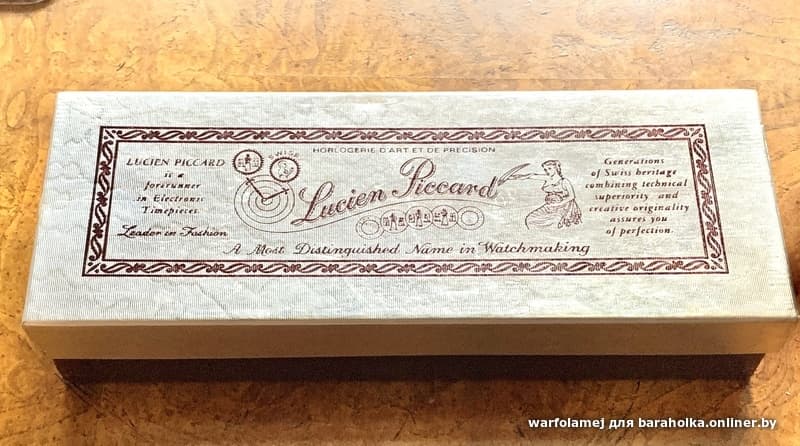 HORLOGERIE D'ART ET DE PRECISION
LUCIEN PICCARD
is a
forerunner
in Electronic
Timepieces
Leader in Fashion
SWISS
Lucien Piccard
Generations
of Swiss heritage
combining technical
superiority and
creative originality
assures you
of perfection.
A Most Distinguished Name in Watchmaking
warfolamej для baraholka.onliner.by